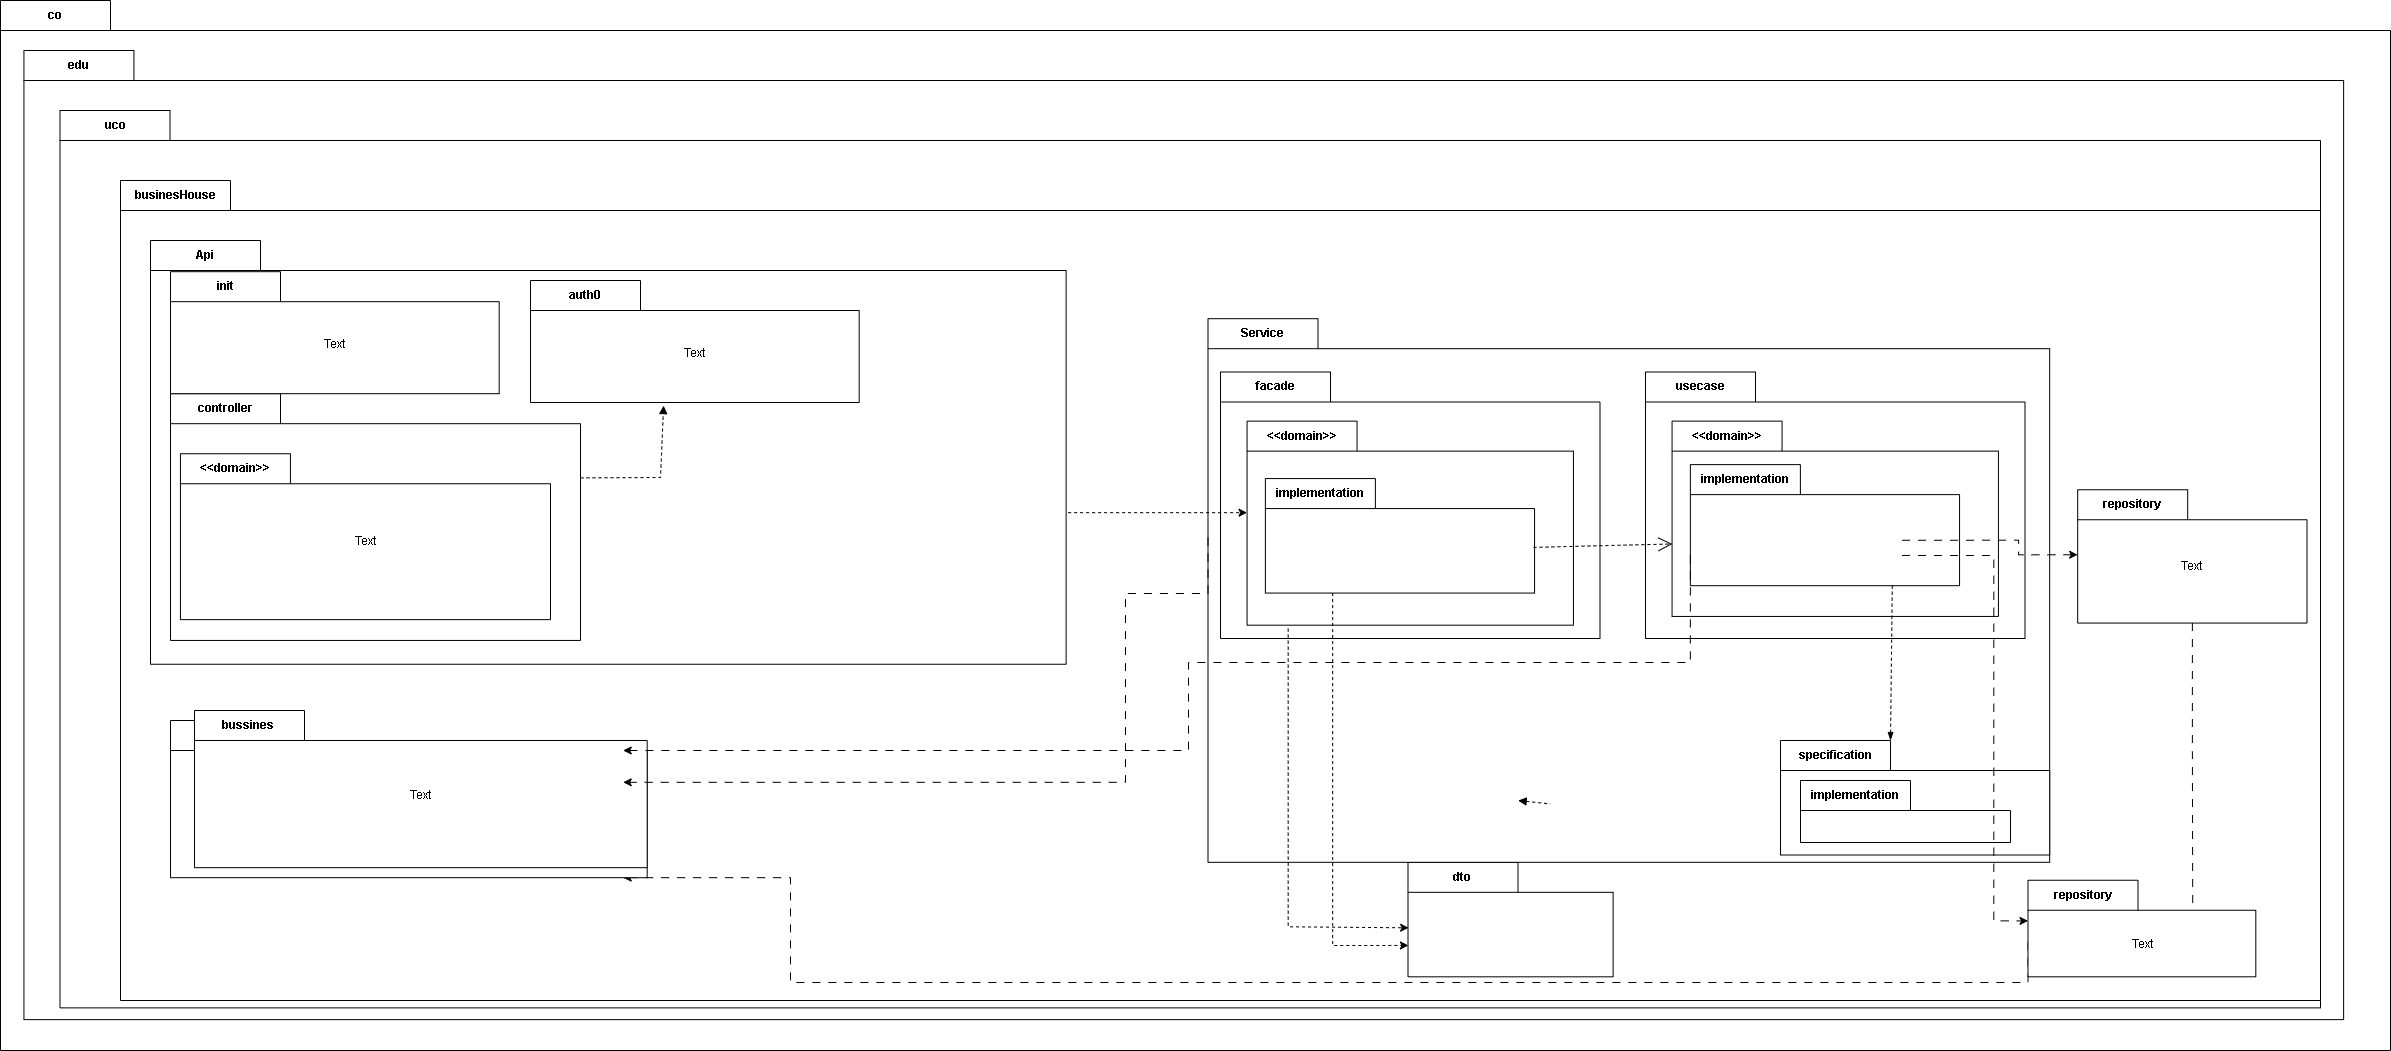 co
edu
uco
businesHouse
Api
init
Text
auth0
Text
controller
<<domain>>
Text
Service
facade
<<domain>>
implementation
usecase
<<domain>>
implementation
repository
Text
bussines
Text
specification
implementation
dto
repository
Text